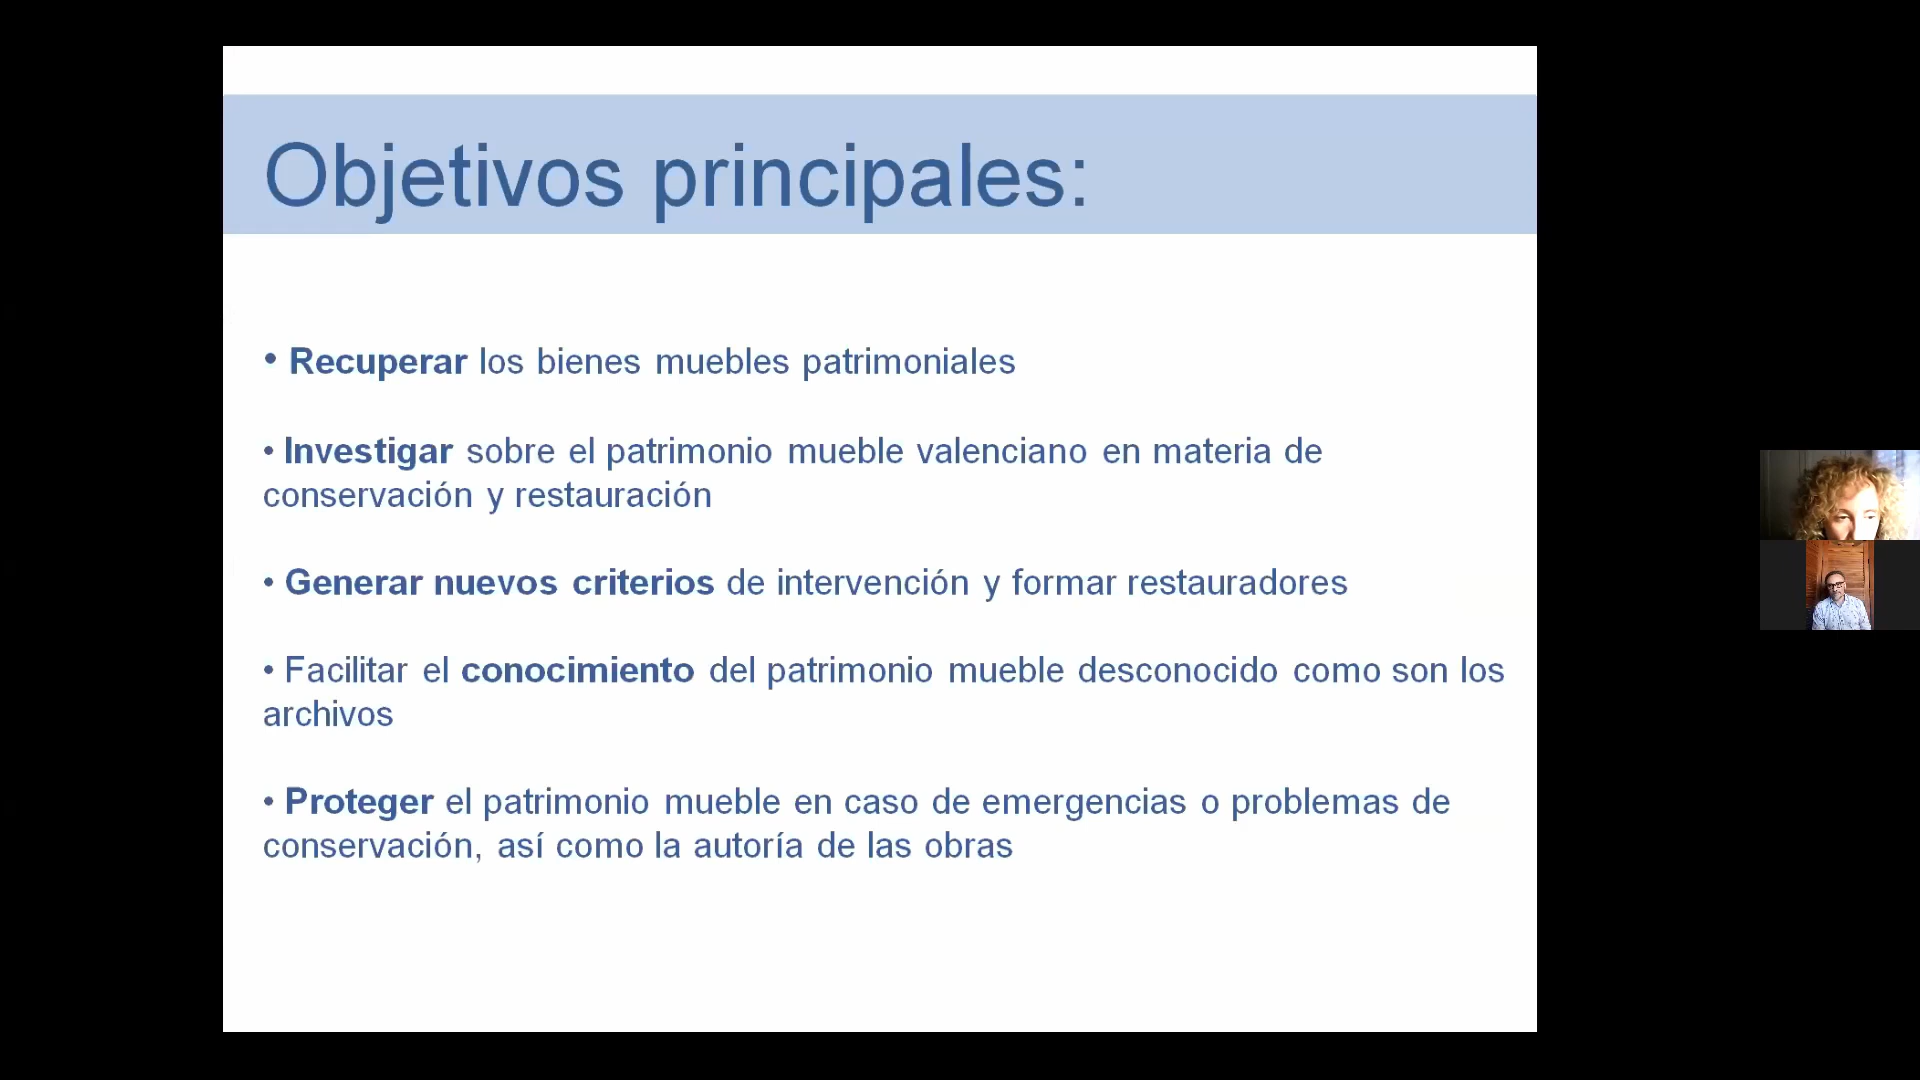 Objetivos principales:
• Recuperar los bienes muebles patrimoniales
• Investigar sobre el patrimonio mueble valenciano en materia de
conservación y restauración
• Generar nuevos criterios de intervención y formar restauradores
• Facilitar el conocimiento del patrimonio mueble desconocido como son los
archivos
• Proteger el patrimonio mueble en caso de emergencias o problemas de
conservación, así como la autoría de las obras